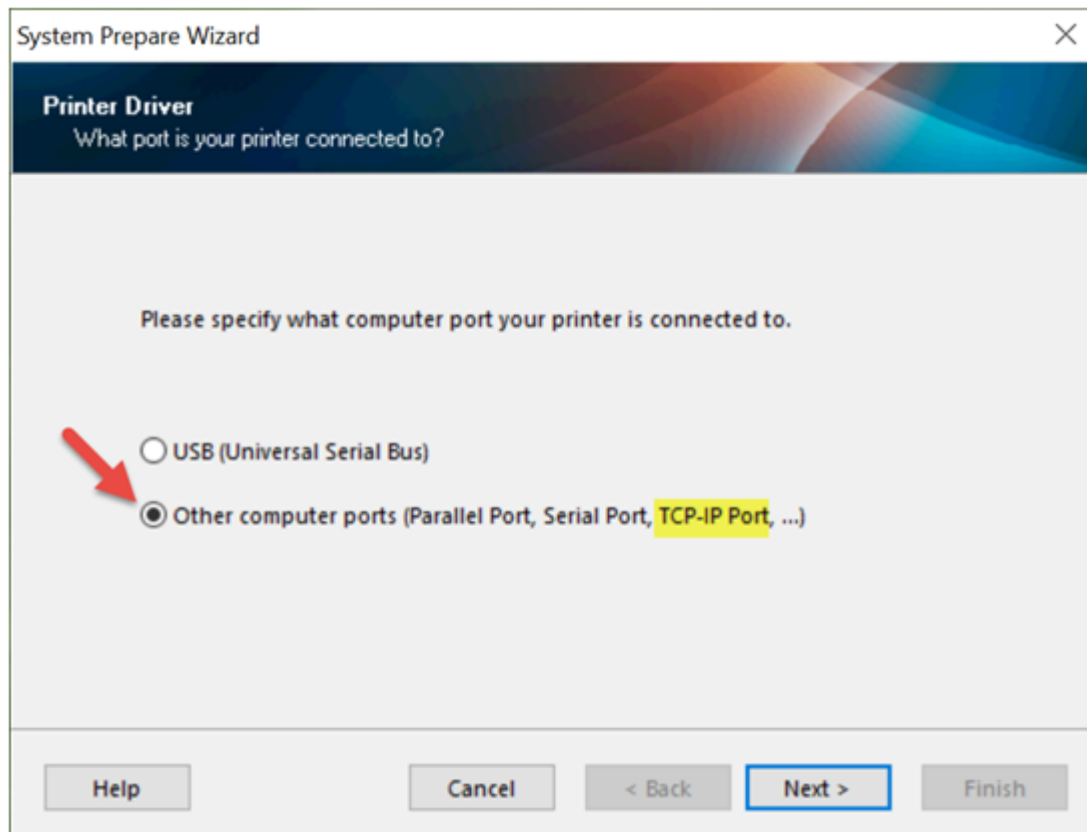 System Prepare Wizard
Printer Driver
What port is your printer connected to?
Please specify what computer port your printer is connected to.
USB (Universal Serial Bus)
Other computer ports (Parallel Port, Serial Port, TCP-IP Port, ...)
Help
Cancel
< Back
Next >
Finish